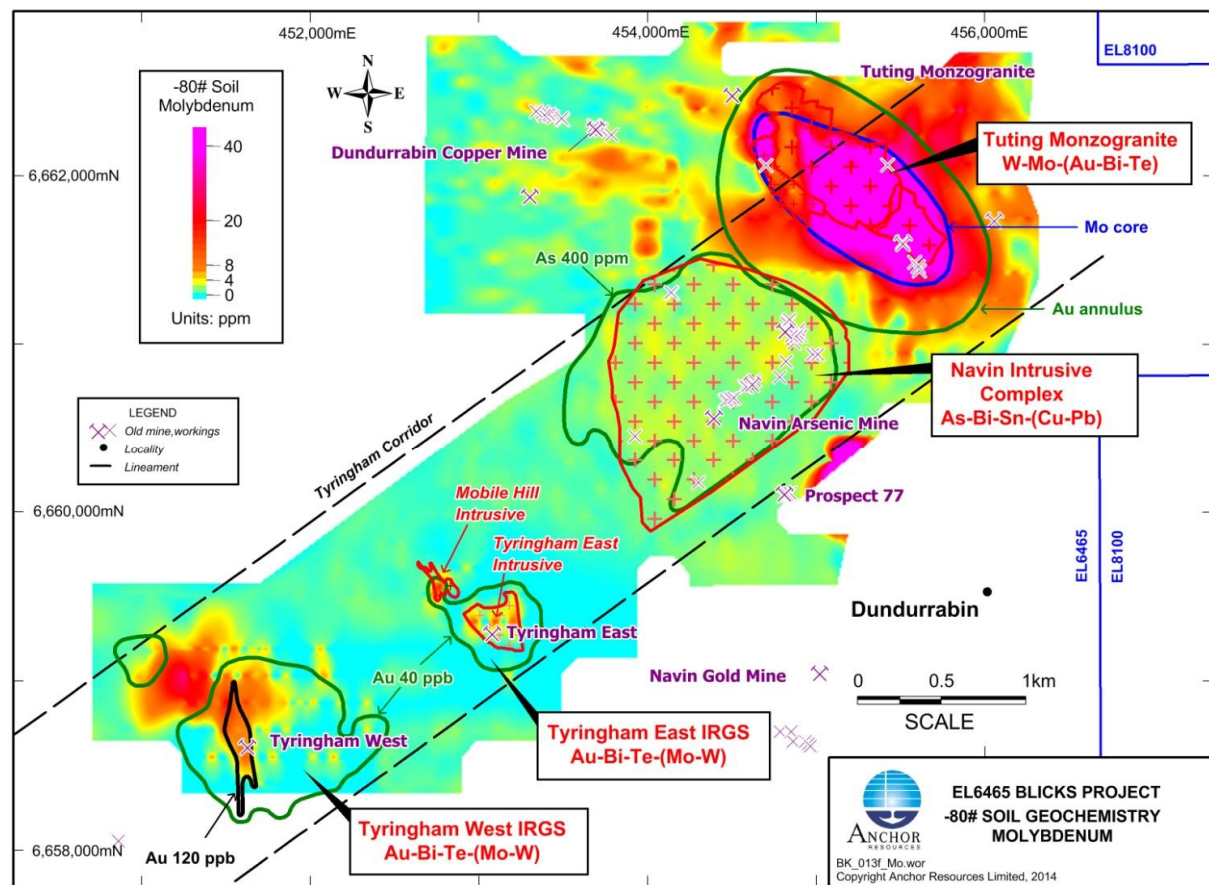 452,000mE
454,000mE
456,000mE
EL8100
-80# Soil
Molybdenum
40
20
8
4
0
Units: ppm
N
W
E
S
Tuting Monzogranite
Dundurrabin Copper Mine
Tuting Monzogranite
W-Mo-(Au-Bi-Te)
6,662,000mN
Mo core
As 400 ppm
Au annulus
Navin Intrusive
Complex
As-Bi-Sn-(Cu-Pb)
LEGEND
Old mine,workings
Locality
Lineament
Tyringham Corridor
Navin Arsenic Mine
Mobile Hill
Intrusive
Prospect 77
6,660,000mN
Tyringham East
Intrusive
EL6465
EL8100
Dundurrabin
Tyringham East
Au 40 ppb
Navin Gold Mine
0
0.5
1km
SCALE
Tyringham West
Tyringham East IRGS
Au-Bi-Te-(Mo-W)
Tyringham West IRGS
Au-Bi-Te-(Mo-W)
6,658,000mN
Au 120 ppb
ANCHOR
RESOURCES
EL6465 BLICKS PROJECT
-80# SOIL GEOCHEMISTRY
MOLYBDENUM
BK_013f_Mo.wor
Copyright Anchor Resources Limited, 2014